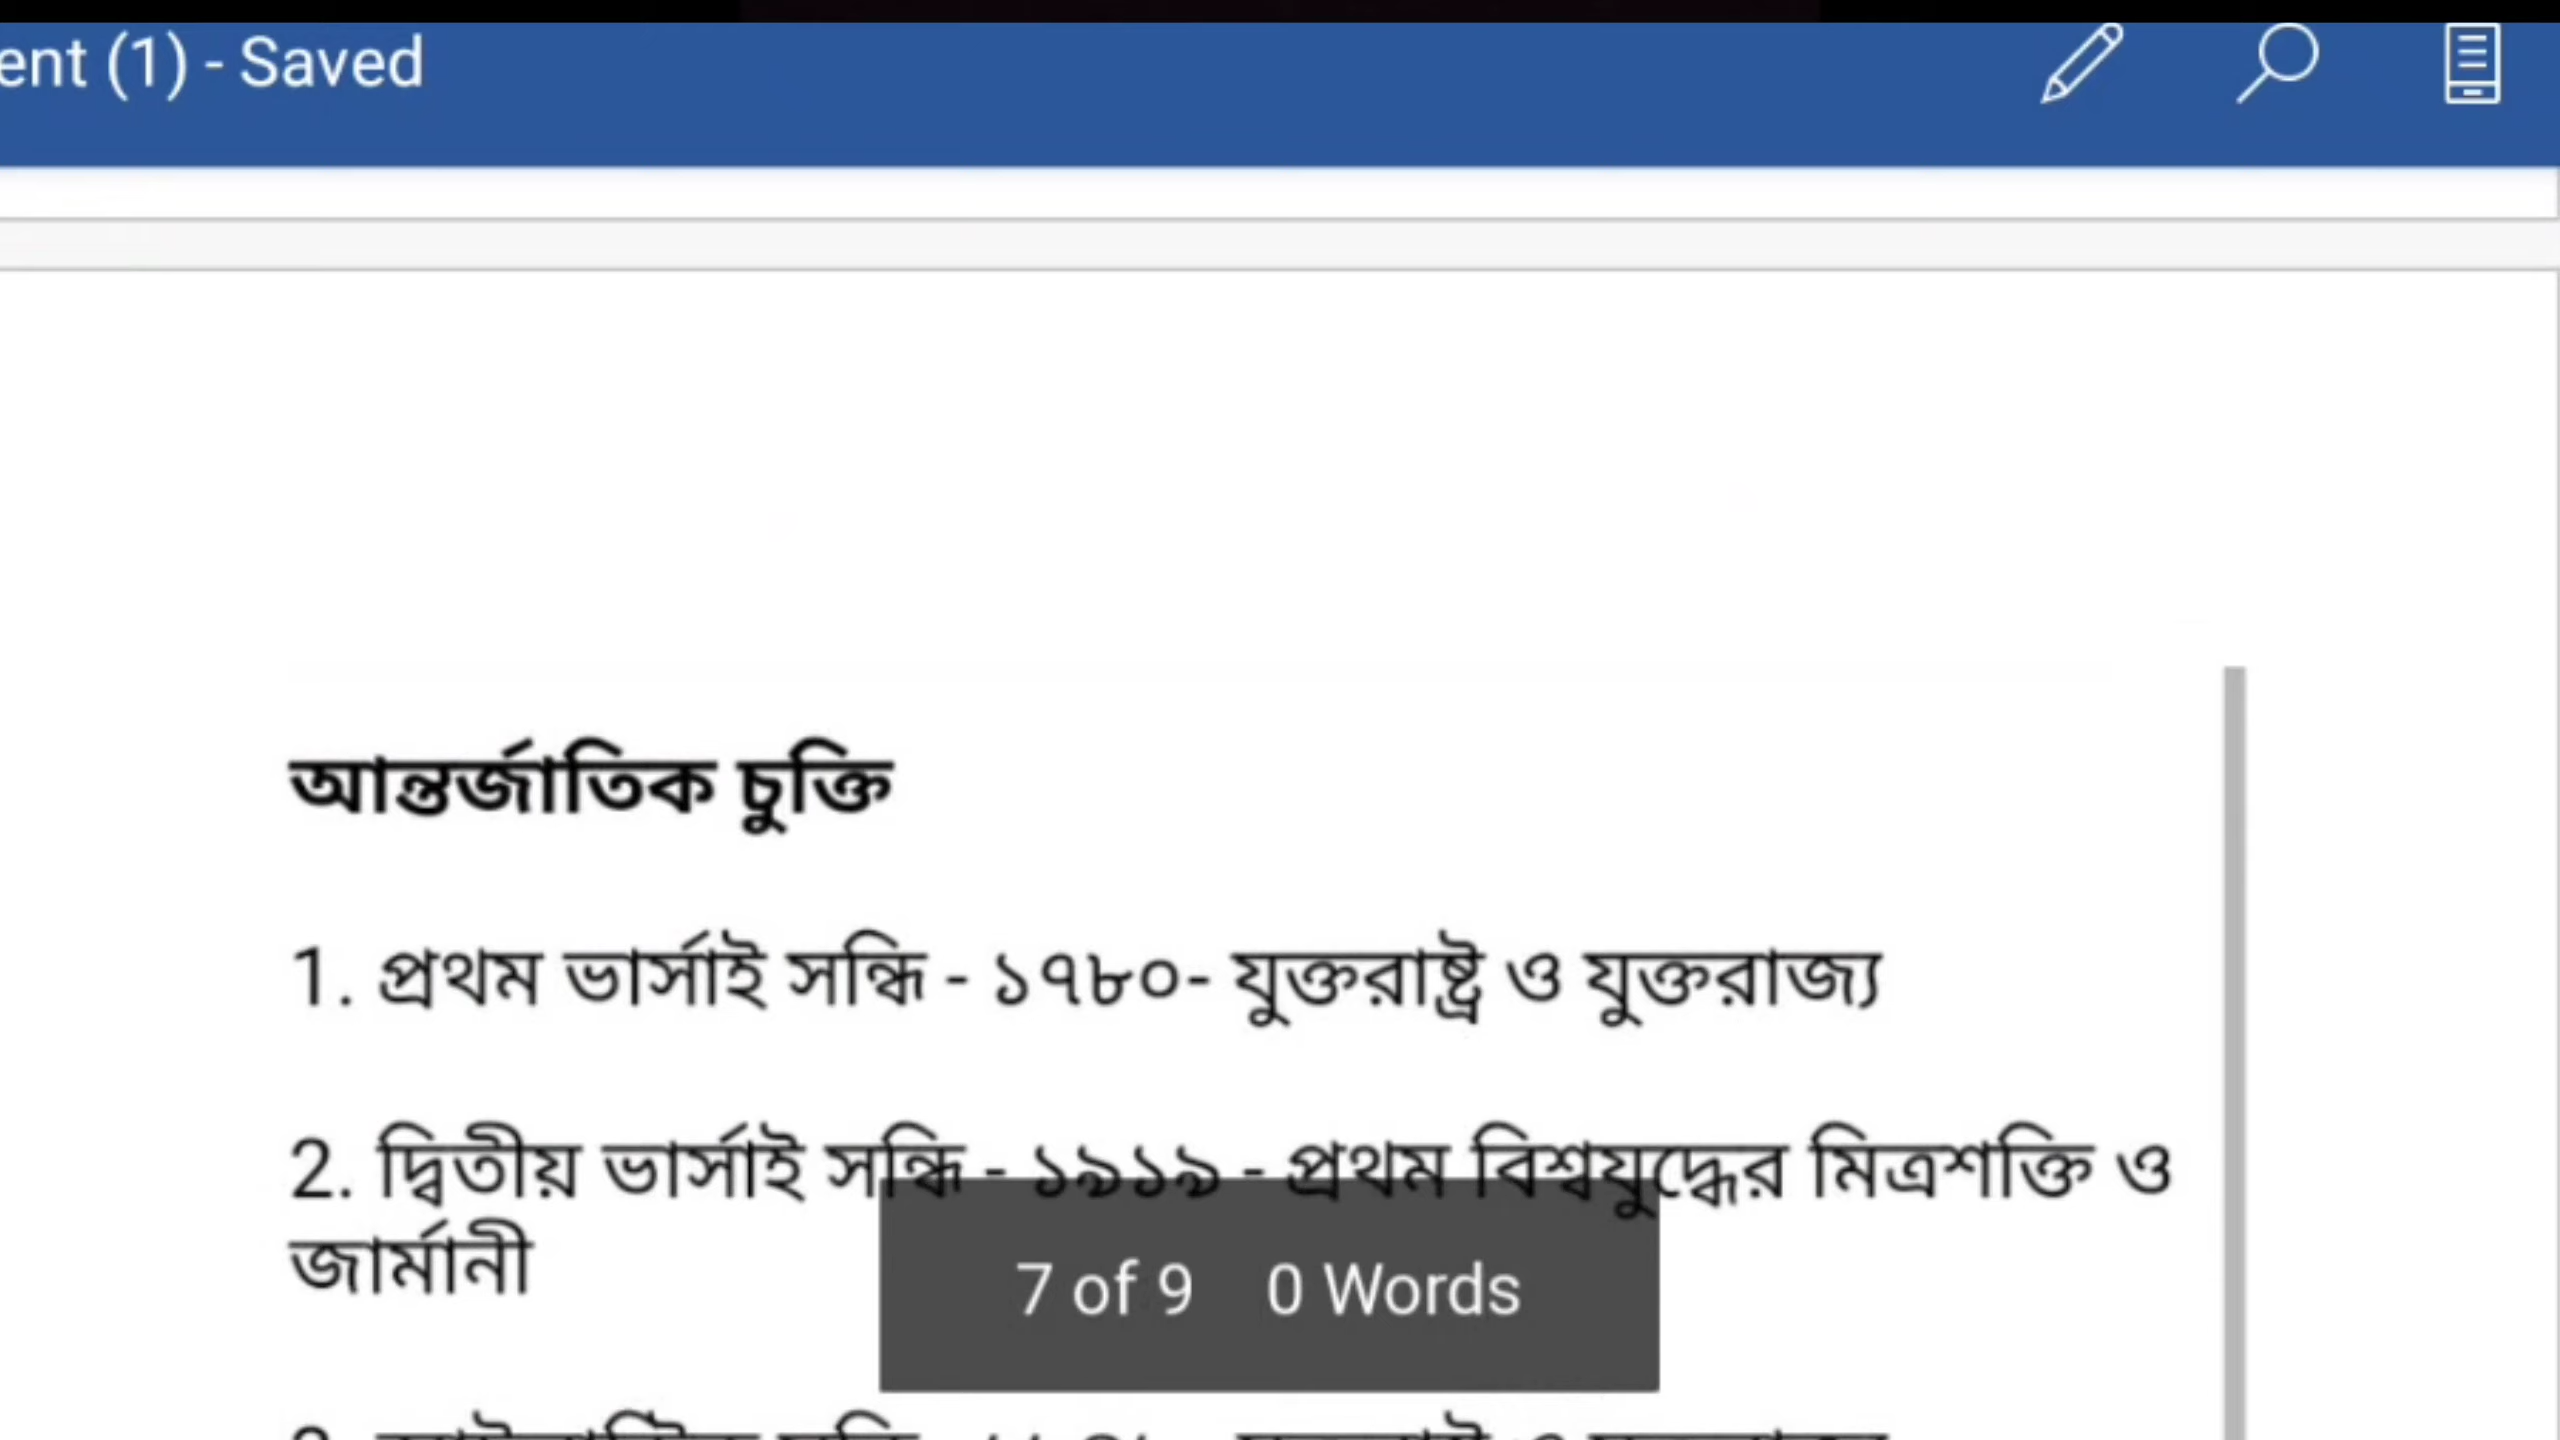 ent (1) - Saved
আন্তর্জাতিক চুক্তি
1. প্রথম ভার্সাই সন্ধি - ১৭৮০- যুক্তরাষ্ট্র ও যুক্তরাজ্য
2. দ্বিতীয় ভার্সাই সন্ধি - ১৯১৯ - প্রথম বিশ্বযুদ্ধের মিত্রশক্তি ও
জার্মানী
7 of 9 0 Words